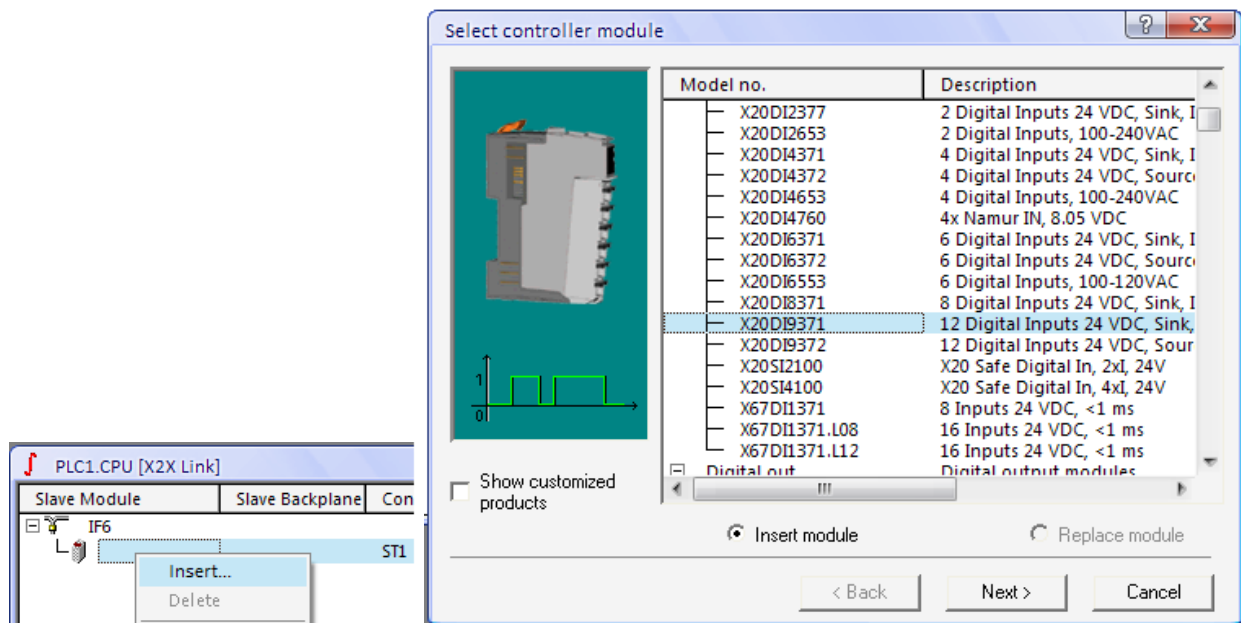 PLC1.CPU [X2X Link]
Slave Module Slave Backplane Con
IF6
ST1
Insert...
Delete
Select controller module
Model no. Description
X20DI2377 2 Digital Inputs 24 VDC, Sink, I
X20DI2653 2 Digital Inputs, 100-240VAC
X20DI4371 4 Digital Inputs 24 VDC, Sink, I
X20DI4372 4 Digital Inputs 24 VDC, Sourc
X20DI4653 4 Digital Inputs, 100-240VAC
X20DI4760 4x Namur IN, 8.05 VDC
X20DI6371 6 Digital Inputs 24 VDC, Sink, I
X20DI6372 6 Digital Inputs 24 VDC, Sourc
X20DI6553 6 Digital Inputs, 100-120VAC
X20DI8371 8 Digital Inputs 24 VDC, Sink, I
X20DI9371 12 Digital Inputs 24 VDC, Sink,
X20DI9372 12 Digital Inputs 24 VDC, Sour
X20SI2100 X20 Safe Digital In, 2xI, 24V
X20SI4100 X20 Safe Digital In, 4xI, 24V
X67DI1371 8 Inputs 24 VDC, <1 ms
X67DI1371.L08 16 Inputs 24 VDC, <1 ms
X67DI1371.L12 16 Inputs 24 VDC, <1 ms
Digital out Digital output modules
1
0
Show customized
products
Insert module Replace module
< Back Next > Cancel